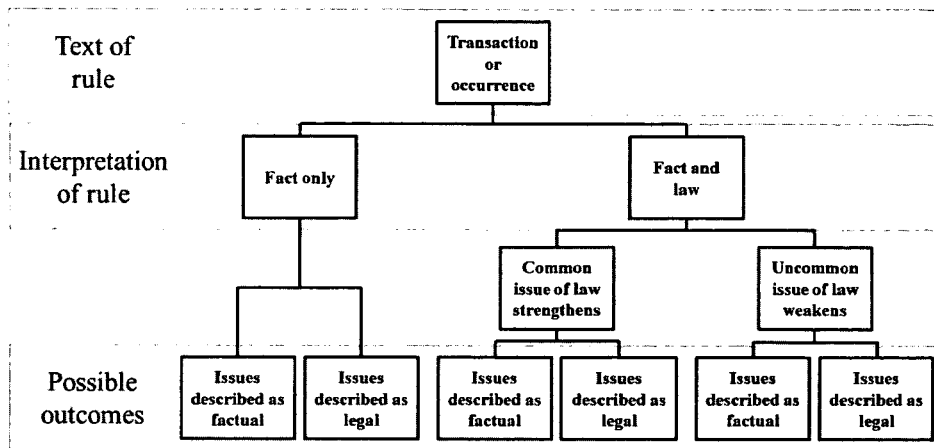 Text of
rule
Transaction
or
occurrence
Interpretation
of rule
Fact only
Fact and
law
Common
issue of law
strengthens
Uncommon
issue of law
weakens
Possible
outcomes
Issues
described as
factual
Issues
described as
legal
Issues
described as
factual
Issues
described as
legal
Issues
described as
factual
Issues
described as
legal